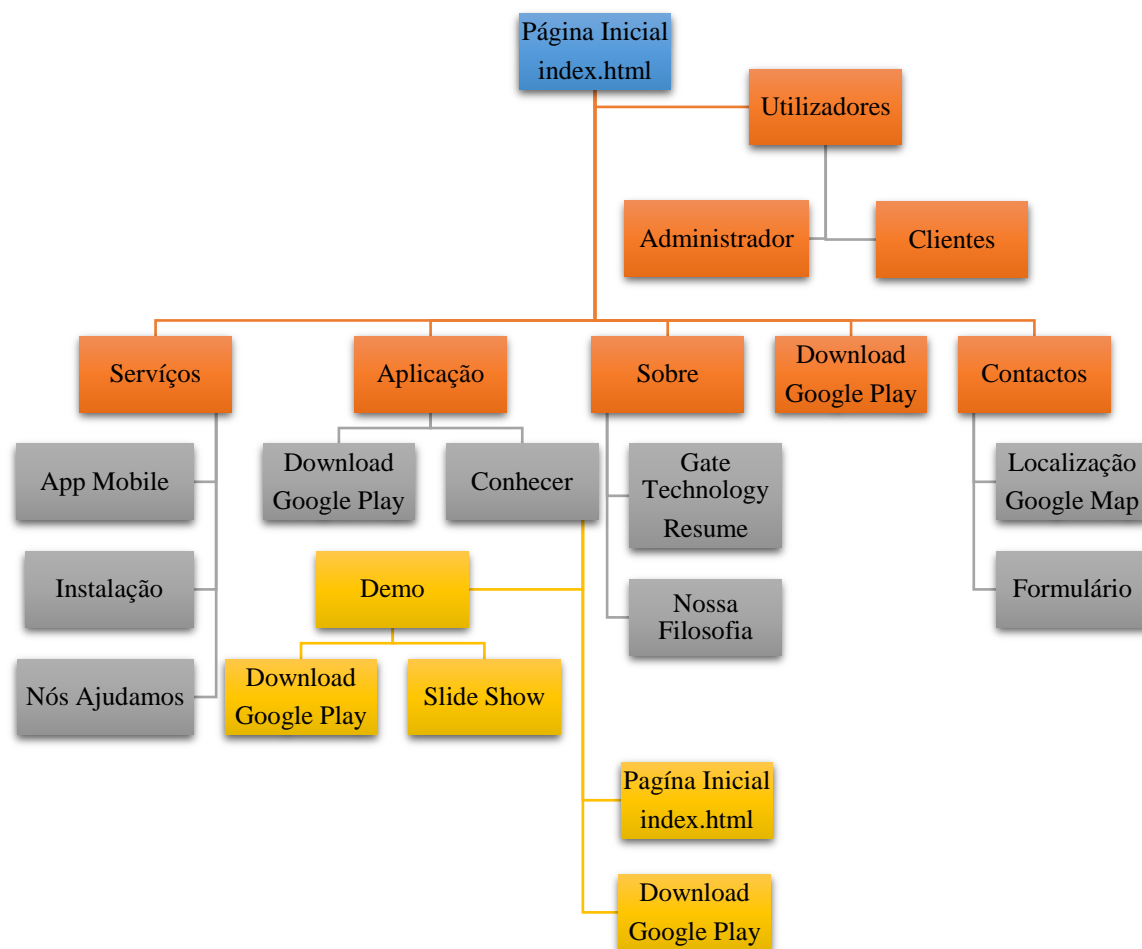 Página Inicial
index.html
Utilizadores
Administrador
Clientes
Servíços
Aplicação
Sobre
Download
Google Play
Contactos
App Mobile
Download
Google Play
Conhecer
Gate
Technology
Resume
Localização
Google Map
Instalação
Demo
Nossa
Filosofia
Formulário
Nós Ajudamos
Download
Google Play
Slide Show
Pagína Inicial
index.html
Download
Google Play